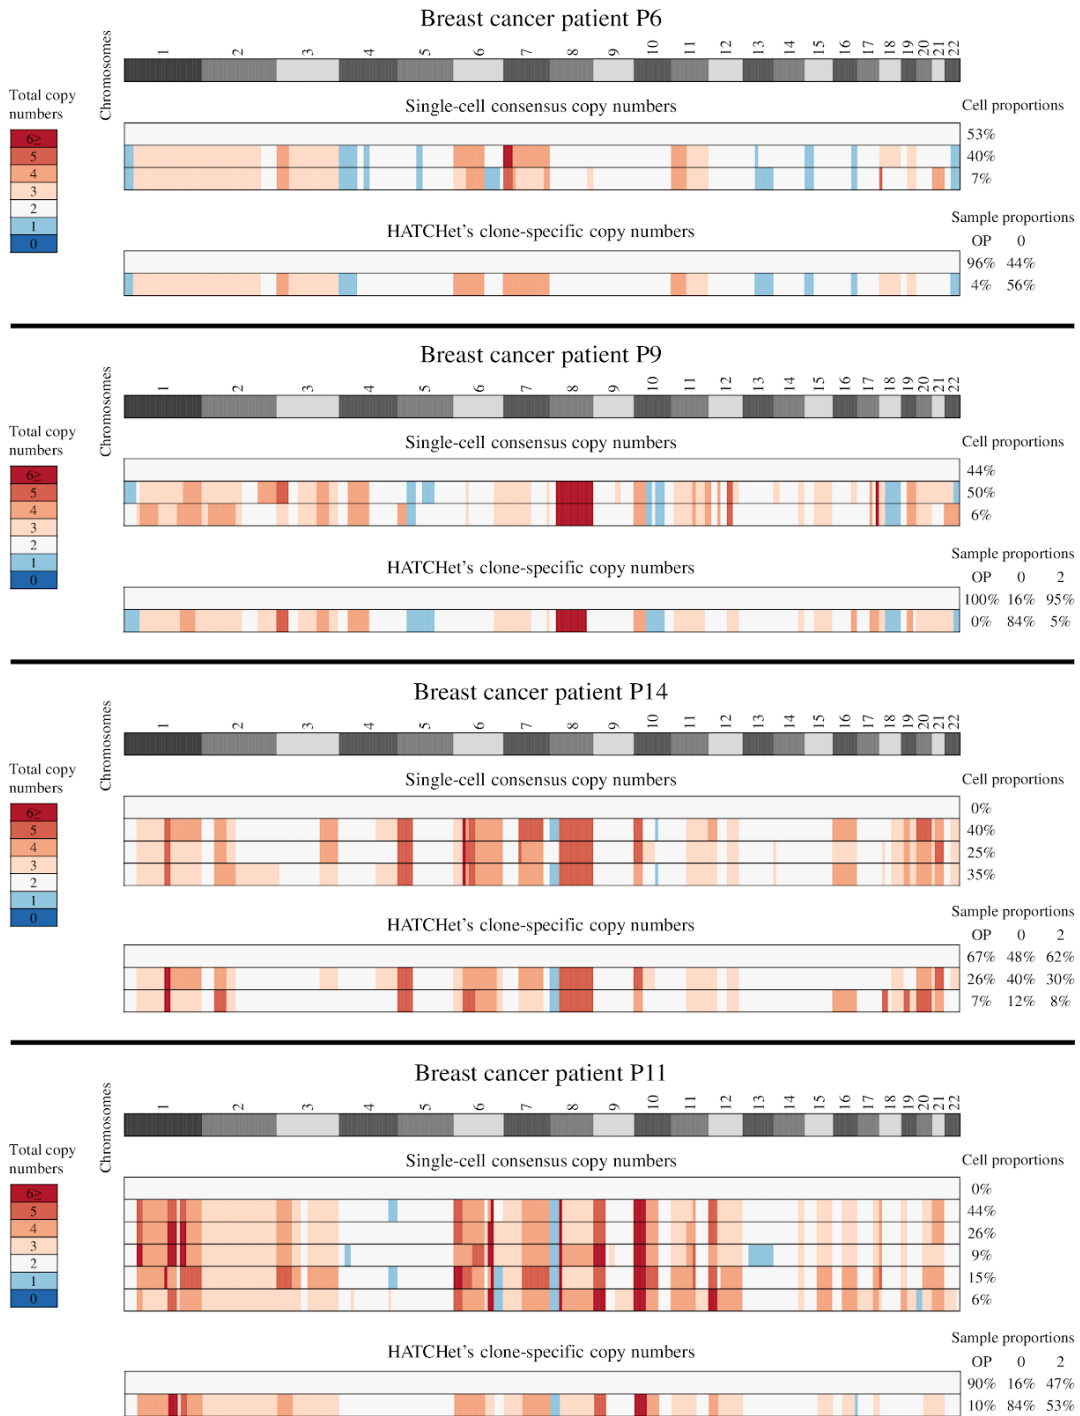 Breast cancer patient P6
Chromosomes
1 2 3 4 5 6 7 8 9 10 11 12 13 14 15 16 17 18 19 20 21 22
Total copy
numbers
6≥
5
4
3
2
1
0
Single-cell consensus copy numbers
Cell proportions
53%
40%
7%
HATCHet's clone-specific copy numbers
Sample proportions
OP 0
96% 44%
4% 56%
Breast cancer patient P9
Chromosomes
1 2 3 4 5 6 7 8 9 10 11 12 13 14 15 16 17 18 19 20 21 22
Total copy
numbers
6≥
5
4
3
2
1
0
Single-cell consensus copy numbers
Cell proportions
44%
50%
6%
HATCHet's clone-specific copy numbers
Sample proportions
OP 0 2
100% 16% 95%
0% 84% 5%
Breast cancer patient P14
Chromosomes
1 2 3 4 5 6 7 8 9 10 11 12 13 14 15 16 17 18 19 20 21 22
Total copy
numbers
6≥
5
4
3
2
1
0
Single-cell consensus copy numbers
Cell proportions
0%
40%
25%
35%
HATCHet's clone-specific copy numbers
Sample proportions
OP 0 2
67% 48% 62%
26% 40% 30%
7% 12% 8%
Breast cancer patient P11
Chromosomes
1 2 3 4 5 6 7 8 9 10 11 12 13 14 15 16 17 18 19 20 21 22
Total copy
numbers
6≥
5
4
3
2
1
0
Single-cell consensus copy numbers
Cell proportions
0%
44%
26%
9%
15%
6%
HATCHet's clone-specific copy numbers
Sample proportions
OP 0 2
90% 16% 47%
10% 84% 53%